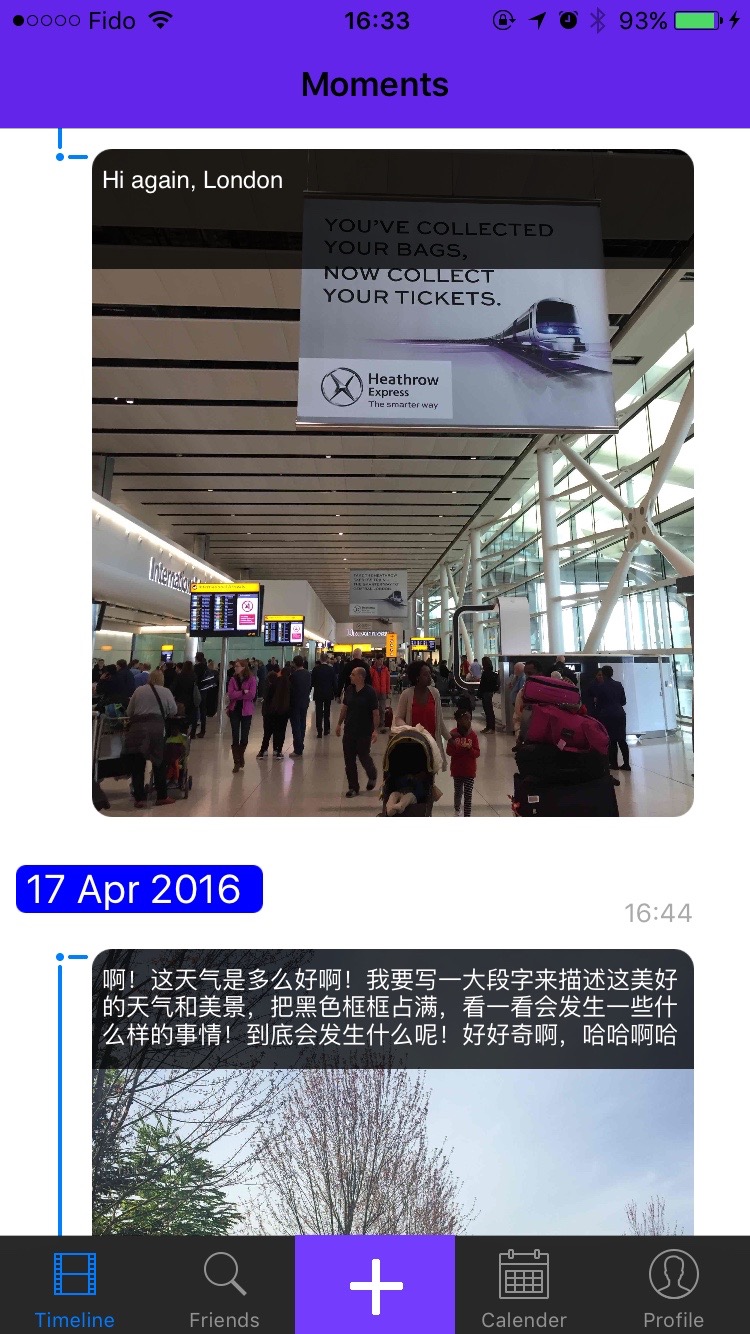 Fido
16:33
93%
Moments
Hi again, London
YOU'VE COLLECTED
YOUR BAGS,
NOW COLLECT
YOUR TICKETS.
Heathrow
Express
The smarter way
17 Apr 2016
16:44
啊！这天气是多么好啊！我要写一大段字来描述这美好
的天气和美景，把黑色框框占满，看一看会发生一些什
么样的事情！到底会发生什么呢！好好奇啊，哈哈啊哈
Timeline
Friends
Calender
Profile